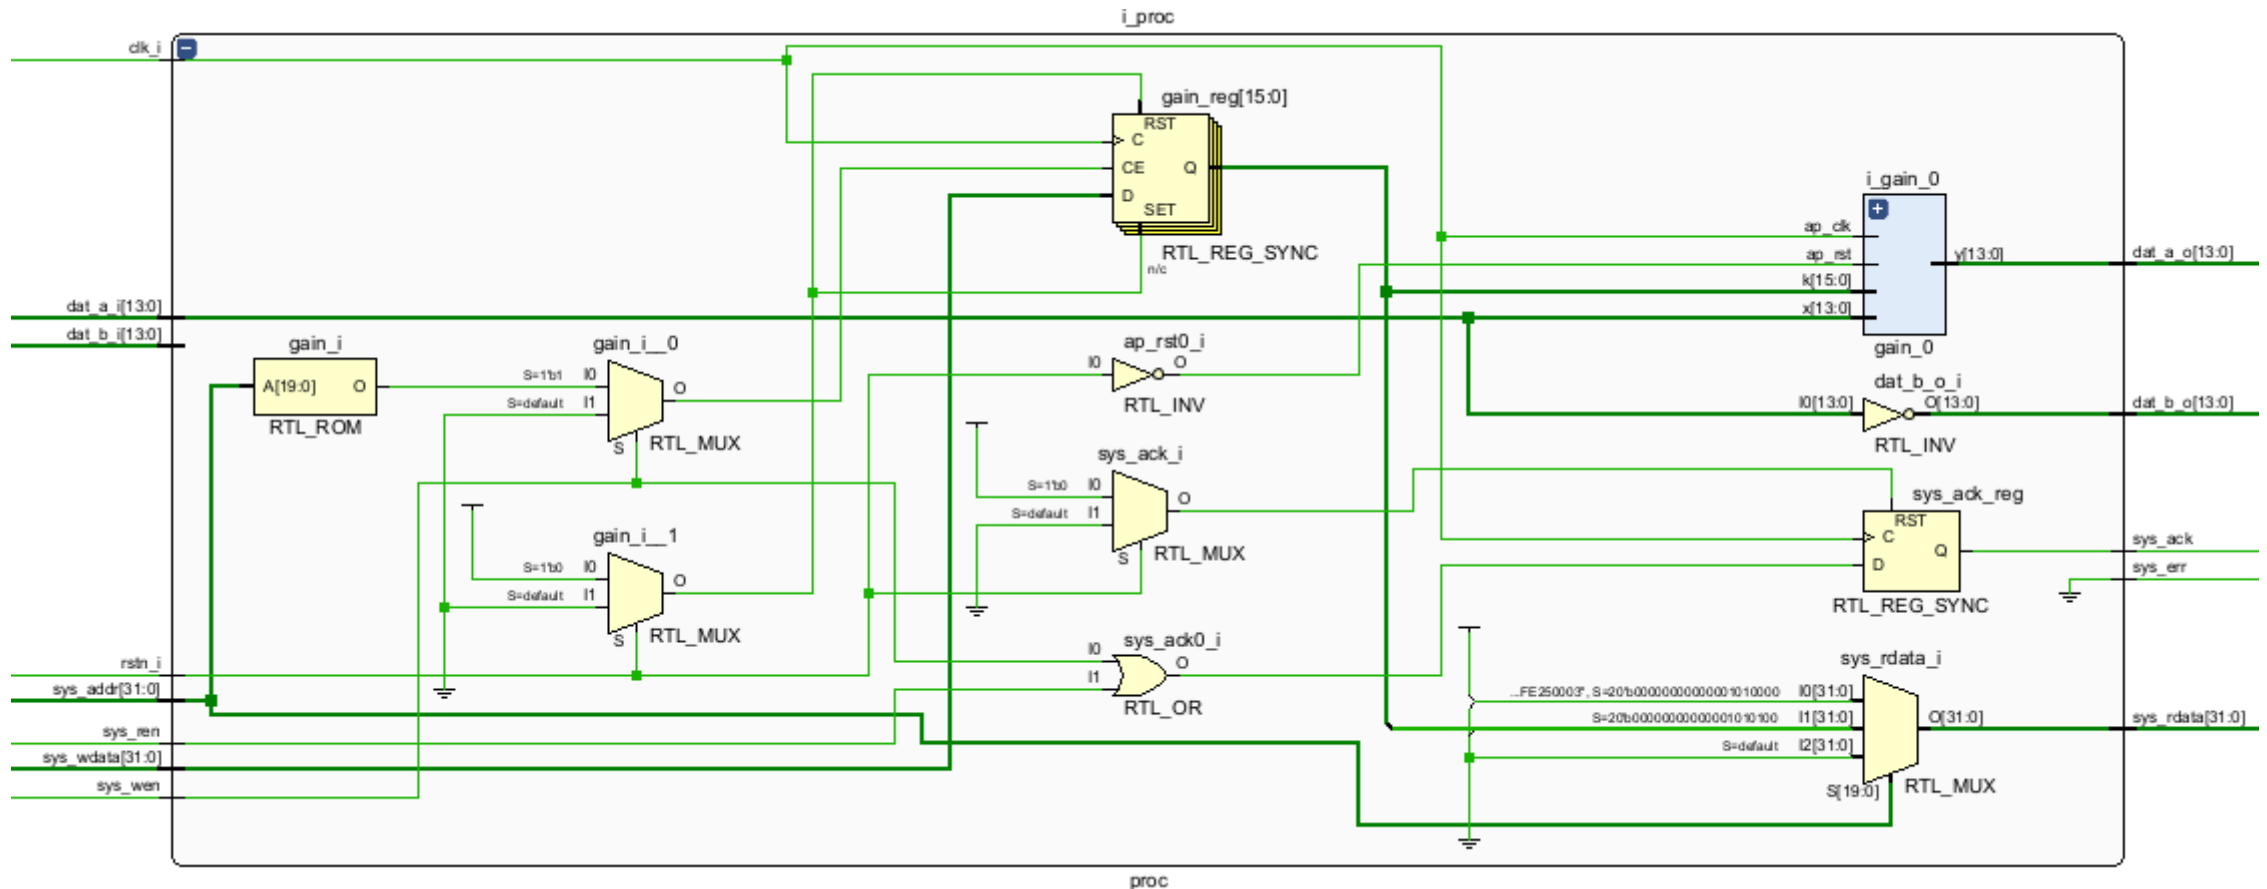 i_proc
clk_i
gain_reg[15:0]
RST
C
CE
Q
D
SET
RTL_REG_SYNC
n/c
i_gain_0
ap_clk
ap_rst
k[15:0]
x[13:0]
y[13:0]
gain_0
dat_a_o[13:0]
dat_a_i[13:0]
dat_b_i[13:0]
gain_i
A[19:0]
O
RTL_ROM
gain_i__0
S=1'b1
I0
S=default
I1
O
S
RTL_MUX
ap_rst0_i
I0
O
RTL_INV
dat_b_o_i
I0[13:0]
O[13:0]
RTL_INV
dat_b_o[13:0]
sys_ack_i
S=1'b0
I0
S=default
I1
O
S
RTL_MUX
gain_i__1
S=1'b0
I0
S=default
I1
O
S
RTL_MUX
sys_ack_reg
RST
C
Q
D
RTL_REG_SYNC
sys_ack
sys_err
sys_ack0_i
I0
I1
O
RTL_OR
rstn_i
sys_addr[31:0]
sys_ren
sys_wdata[31:0]
sys_wen
sys_rdata_i
...FE250003", S=20'b00000000000001010000
I0[31:0]
S=20'b00000000000001010100
I1[31:0]
S=default
I2[31:0]
O[31:0]
S[19:0]
RTL_MUX
sys_rdata[31:0]
proc